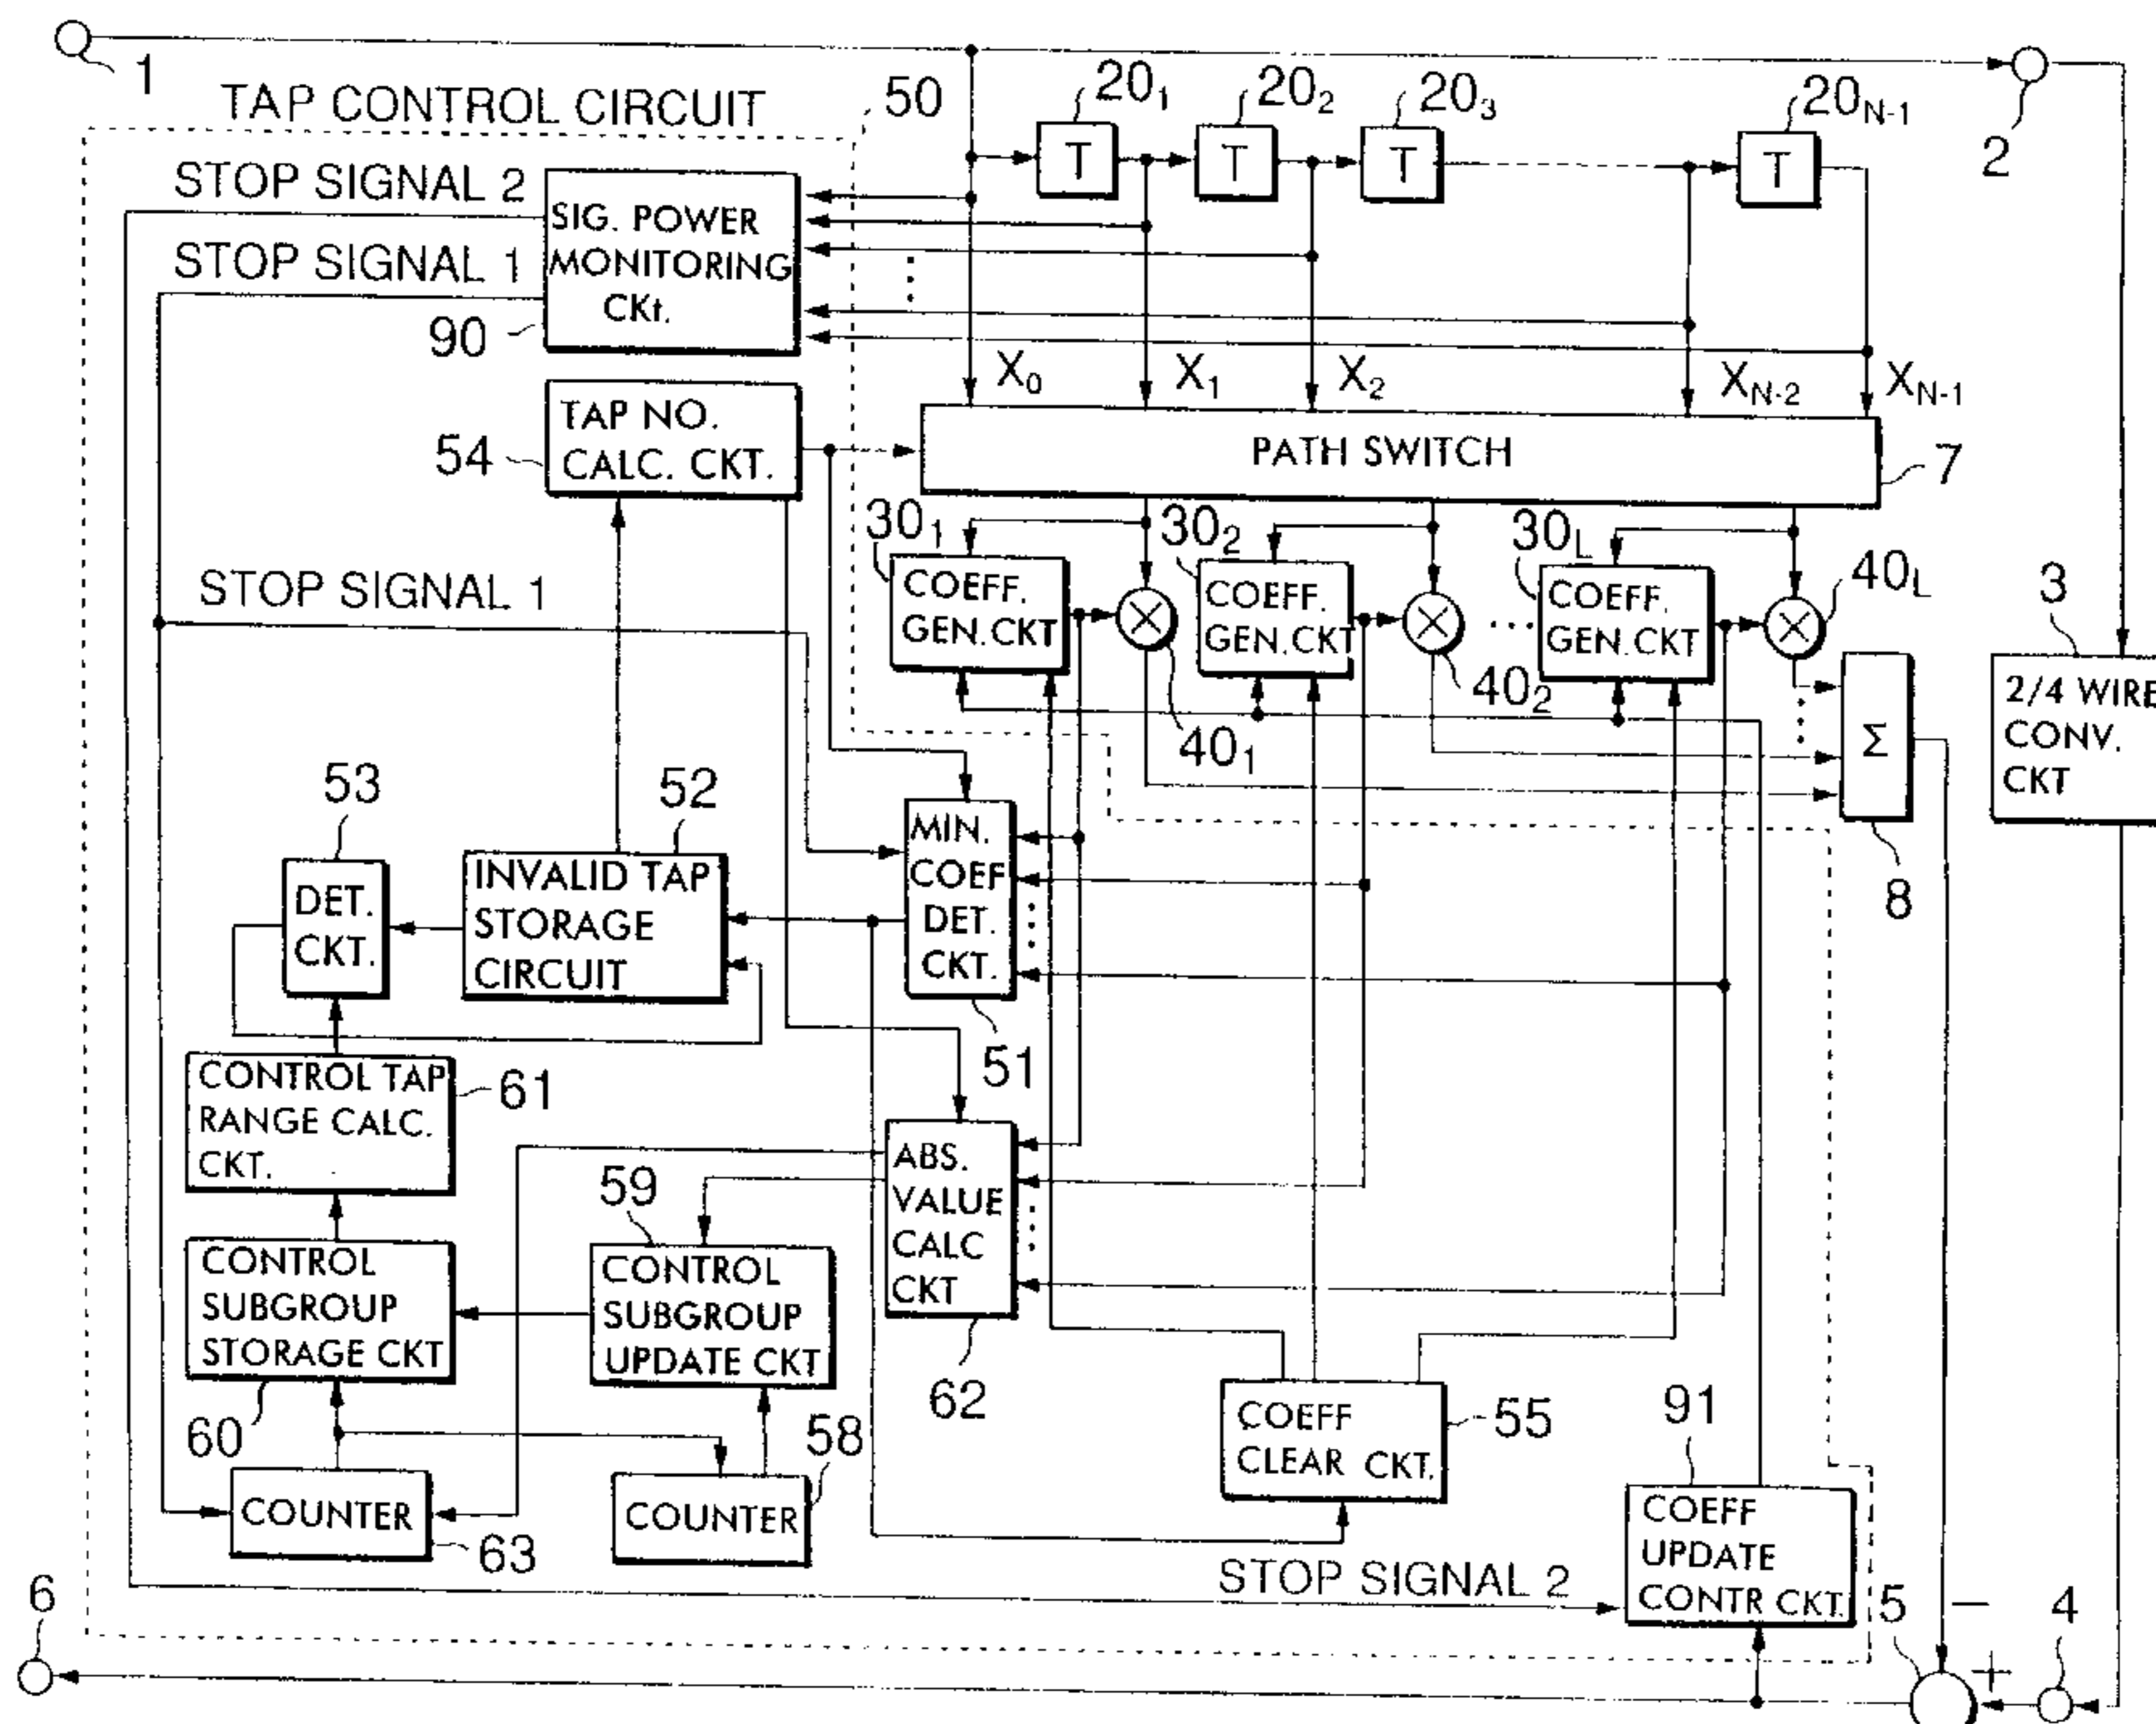 1
TAP CONTROL CIRCUIT
50
20₁
20₂
20₃
20N-1
2
T
T
T
T
STOP SIGNAL 2
STOP SIGNAL 1
SIG. POWER
MONITORING
CKt.
90
X₀
X₁
X₂
XN-2
XN-1
TAP NO.
CALC. CKT.
54
PATH SWITCH
7
STOP SIGNAL 1
30₁
COEFF.
GEN. CKT
40₁
30₂
COEFF.
GEN. CKT
40₂
30L
COEFF.
GEN. CKT
40L
Σ
8
3
2/4 WIRE
CONV.
CKT
53
DET.
CKT.
52
INVALID TAP
STORAGE
CIRCUIT
MIN.
COEF
DET.
CKT.
51
CONTROL TAP
RANGE CALC.
CKT.
61
ABS.
VALUE
CALC
CKT
62
59
CONTROL
SUBGROUP
UPDATE CKT
CONTROL
SUBGROUP
STORAGE CKT
60
COUNTER
63
COUNTER
58
COEFF
CLEAR CKT.
55
91
COEFF
UPDATE
CONTR CKT.
STOP SIGNAL 2
6
5
−
+
4